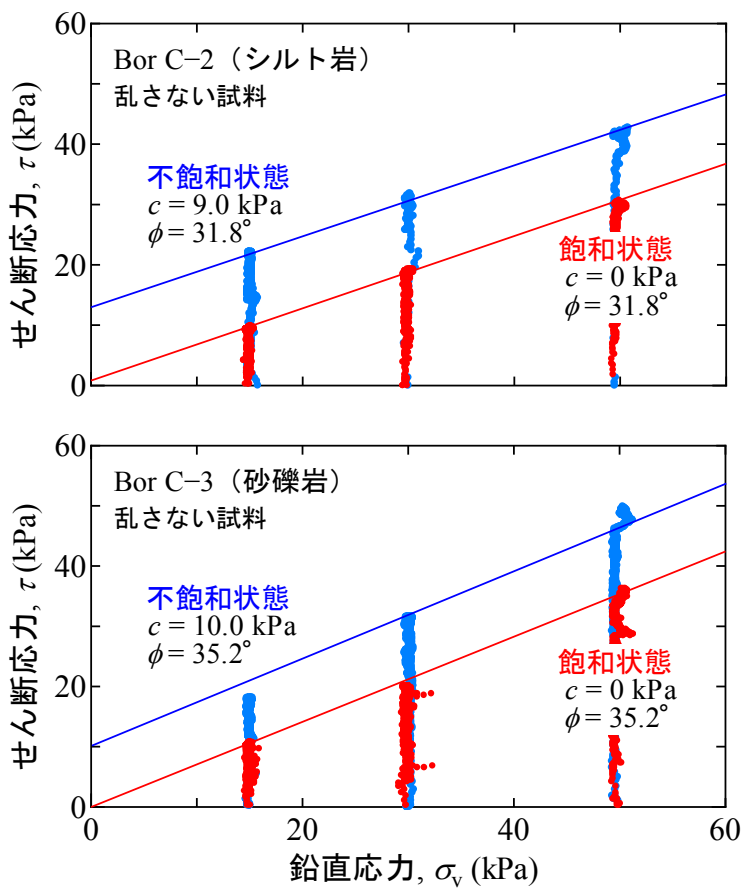 60
Bor C−2（シルト岩）
乱さない試料
40
不飽和状態
c = 9.0 kPa
ϕ = 31.8°
せん断応力, τ (kPa)
飽和状態
c = 0 kPa
ϕ = 31.8°
20
0
60
Bor C−3（砂礫岩）
乱さない試料
40
不飽和状態
c = 10.0 kPa
ϕ = 35.2°
せん断応力, τ (kPa)
飽和状態
c = 0 kPa
ϕ = 35.2°
20
0
0 20 40 60
鉛直応力, σv (kPa)